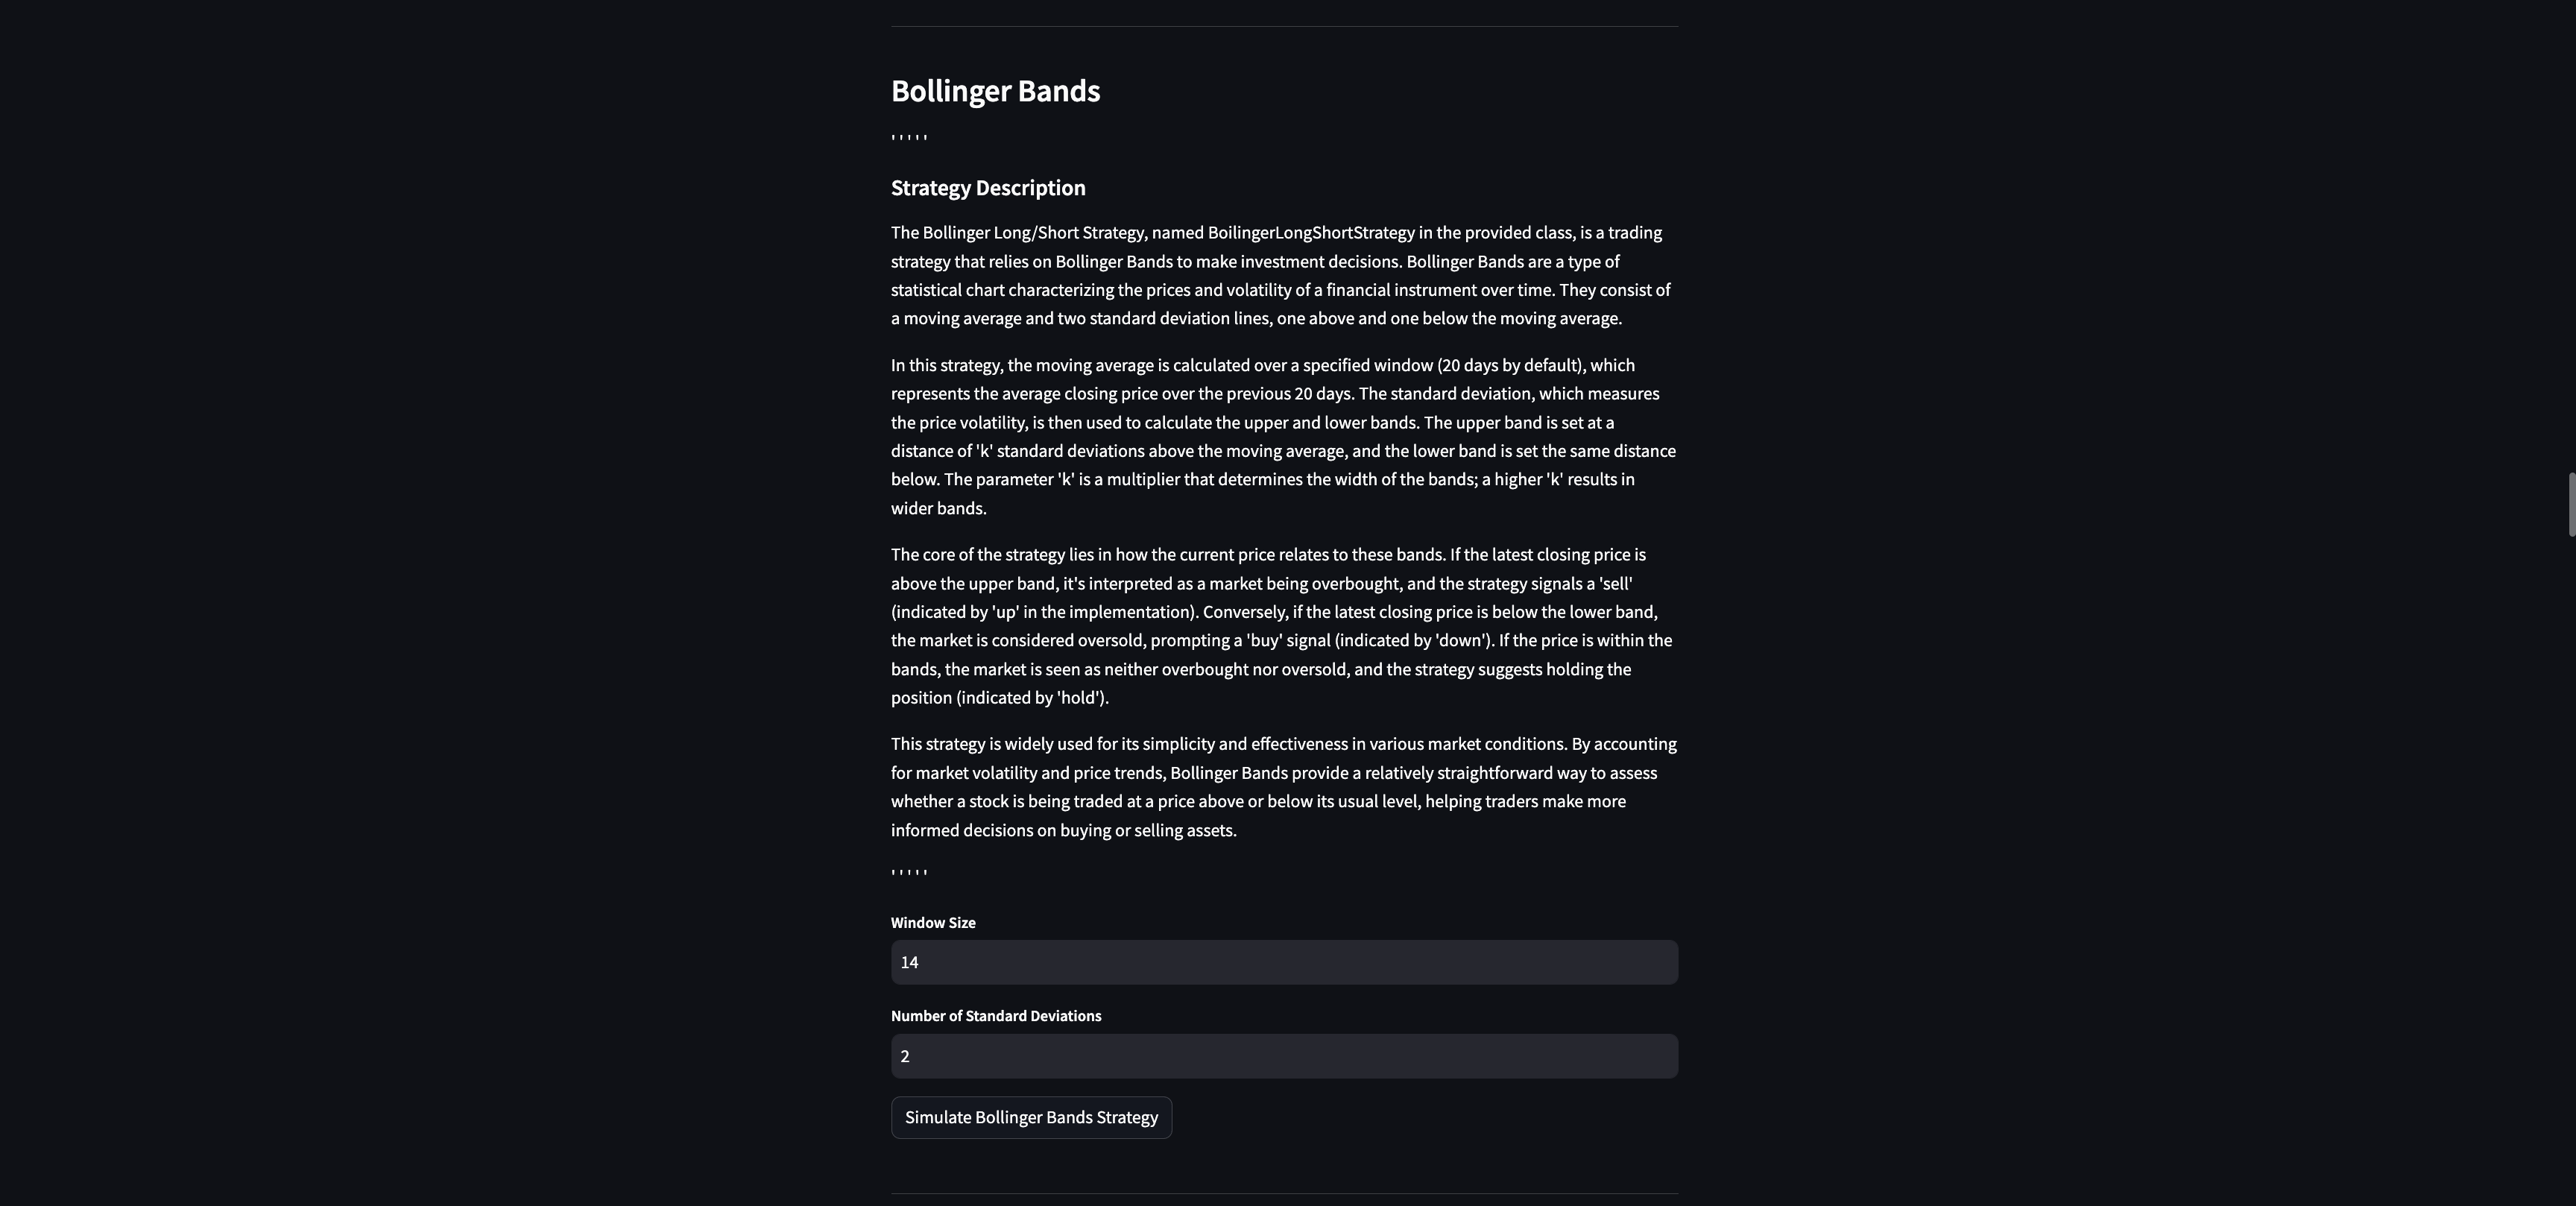 Bollinger Bands
' ' ' ' '
Strategy Description
The Bollinger Long/Short Strategy, named BoilingerLongShortStrategy in the provided class, is a trading
strategy that relies on Bollinger Bands to make investment decisions. Bollinger Bands are a type of
statistical chart characterizing the prices and volatility of a financial instrument over time. They consist of
a moving average and two standard deviation lines, one above and one below the moving average.
In this strategy, the moving average is calculated over a specified window (20 days by default), which
represents the average closing price over the previous 20 days. The standard deviation, which measures
the price volatility, is then used to calculate the upper and lower bands. The upper band is set at a
distance of 'k' standard deviations above the moving average, and the lower band is set the same distance
below. The parameter 'k' is a multiplier that determines the width of the bands; a higher 'k' results in
wider bands.
The core of the strategy lies in how the current price relates to these bands. If the latest closing price is
above the upper band, it's interpreted as a market being overbought, and the strategy signals a 'sell'
(indicated by 'up' in the implementation). Conversely, if the latest closing price is below the lower band,
the market is considered oversold, prompting a 'buy' signal (indicated by 'down'). If the price is within the
bands, the market is seen as neither overbought nor oversold, and the strategy suggests holding the
position (indicated by 'hold').
This strategy is widely used for its simplicity and effectiveness in various market conditions. By accounting
for market volatility and price trends, Bollinger Bands provide a relatively straightforward way to assess
whether a stock is being traded at a price above or below its usual level, helping traders make more
informed decisions on buying or selling assets.
' ' ' ' '
Window Size
14
Number of Standard Deviations
2
Simulate Bollinger Bands Strategy